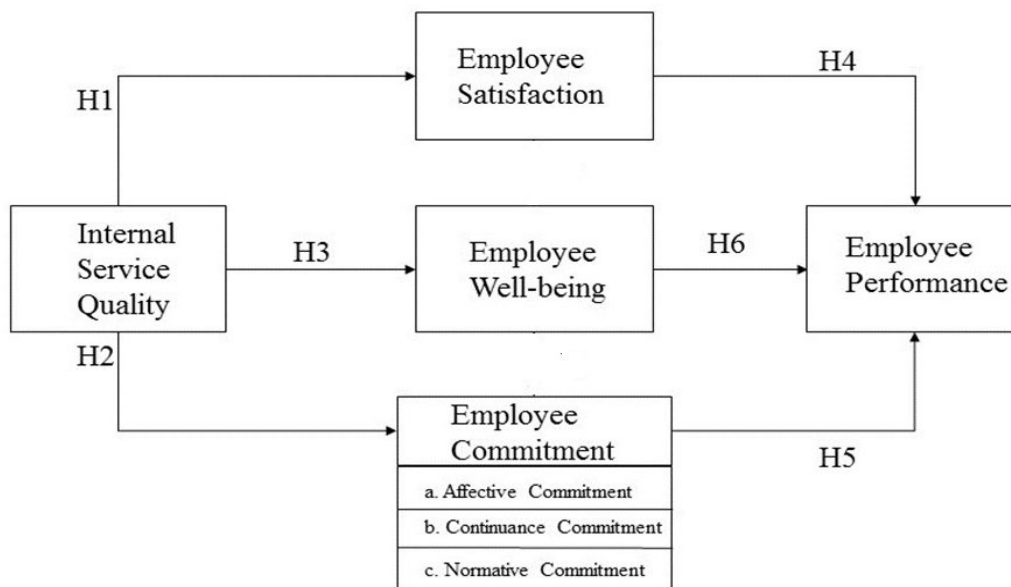 Employee
Satisfaction
H4
H1
Internal
Service
Quality
H3
Employee
Well-being
H6
Employee
Performance
H2
Employee
Commitment
H5
a. Affective Commitment
b. Continuance Commitment
c. Normative Commitment